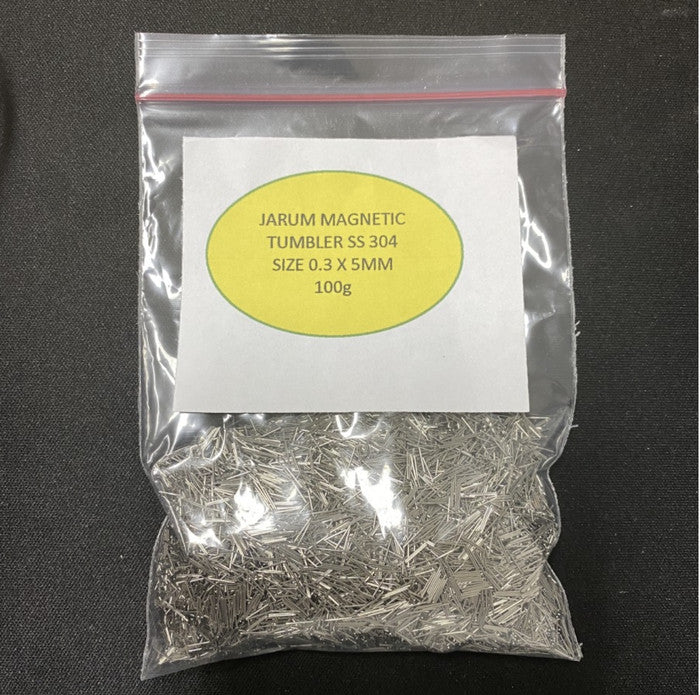 JARUM MAGNETIC
TUMBLER SS 304
SIZE 0.3 X 5MM
100g